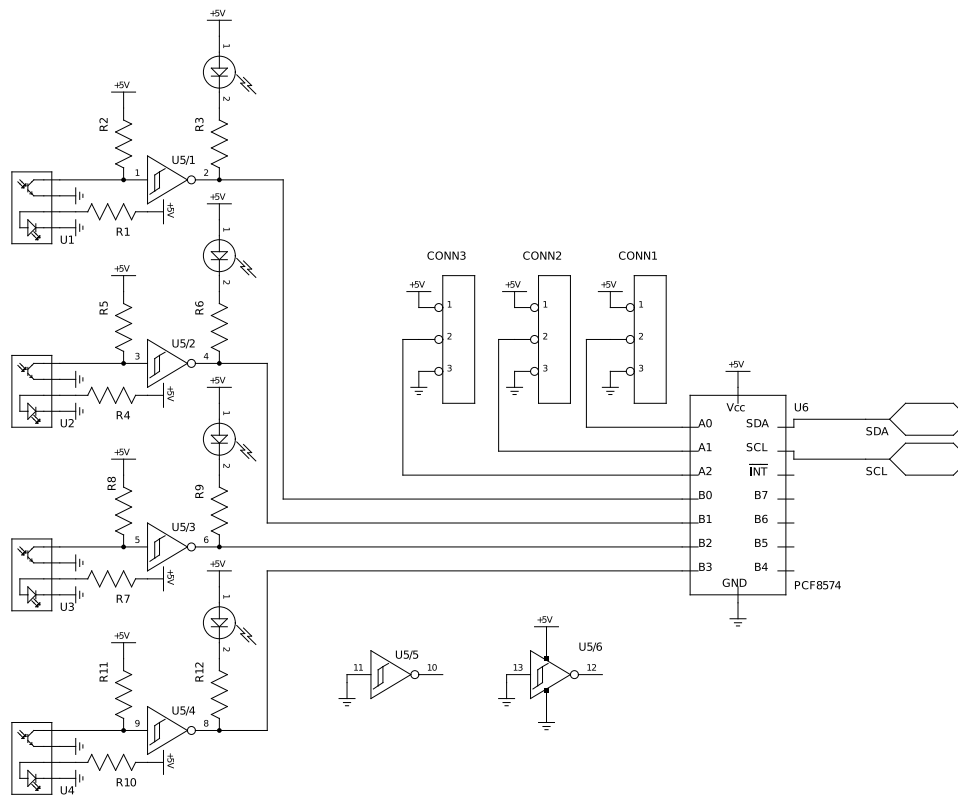 +5V
1
2
+5V
R2
R3
U5/1
1
2
+5V
R1
U1
+5V
1
2
+5V
R5
R6
U5/2
3
4
+5V
R4
U2
+5V
1
2
+5V
R8
R9
U5/3
5
6
+5V
R7
U3
+5V
1
2
+5V
R11
R12
U5/4
9
8
+5V
R10
U4
CONN3 CONN2 CONN1
+5V +5V +5V
1 1 1
2 2 2
3 3 3
+5V
Vcc U6
A0 SDA SDA
A1 SCL SCL
A2 INT
B0 B7
B1 B6
B2 B5
B3 B4
GND PCF8574
U5/5
11 10
+5V
U5/6
13 12